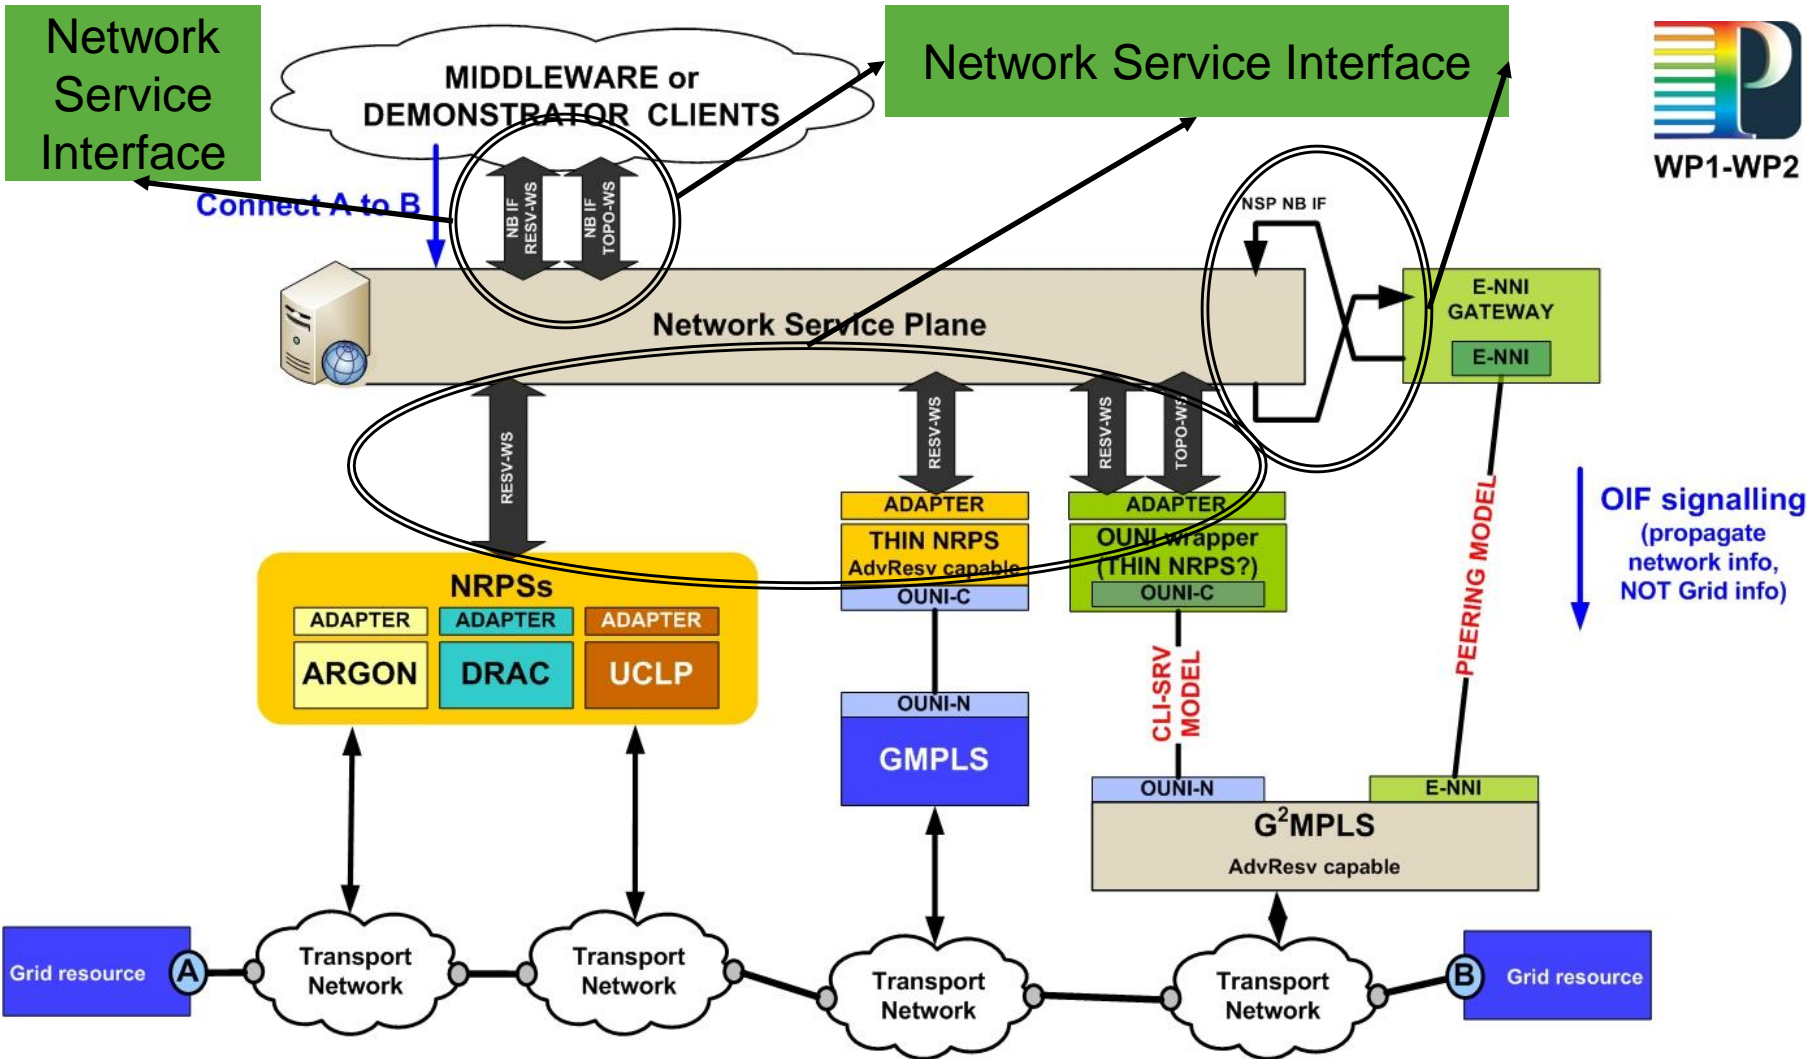 Network
Service
Interface
MIDDLEWARE or
DEMONSTRATOR CLIENTS
Network Service Interface
P
WP1-WP2
Connect A to B
NB IF
RESV-WS
NB IF
TOPO-WS
NSP NB IF
Network Service Plane
E-NNI
GATEWAY
E-NNI
RESV-WS
RESV-WS
RESV-WS
TOPO-WS
PEERING MODEL
OIF signalling
(propagate
network info,
NOT Grid info)
NRPSs
ADAPTER
ADAPTER
ADAPTER
ARGON
DRAC
UCLP
ADAPTER
THIN NRPS
AdvResv capable
OUNI-C
ADAPTER
OUNI wrapper
(THIN NRPS?)
OUNI-C
CLI-SRV
MODEL
OUNI-N
GMPLS
OUNI-N
E-NNI
G²MPLS
AdvResv capable
Grid resource
A
Transport
Network
Transport
Network
Transport
Network
Transport
Network
B
Grid resource